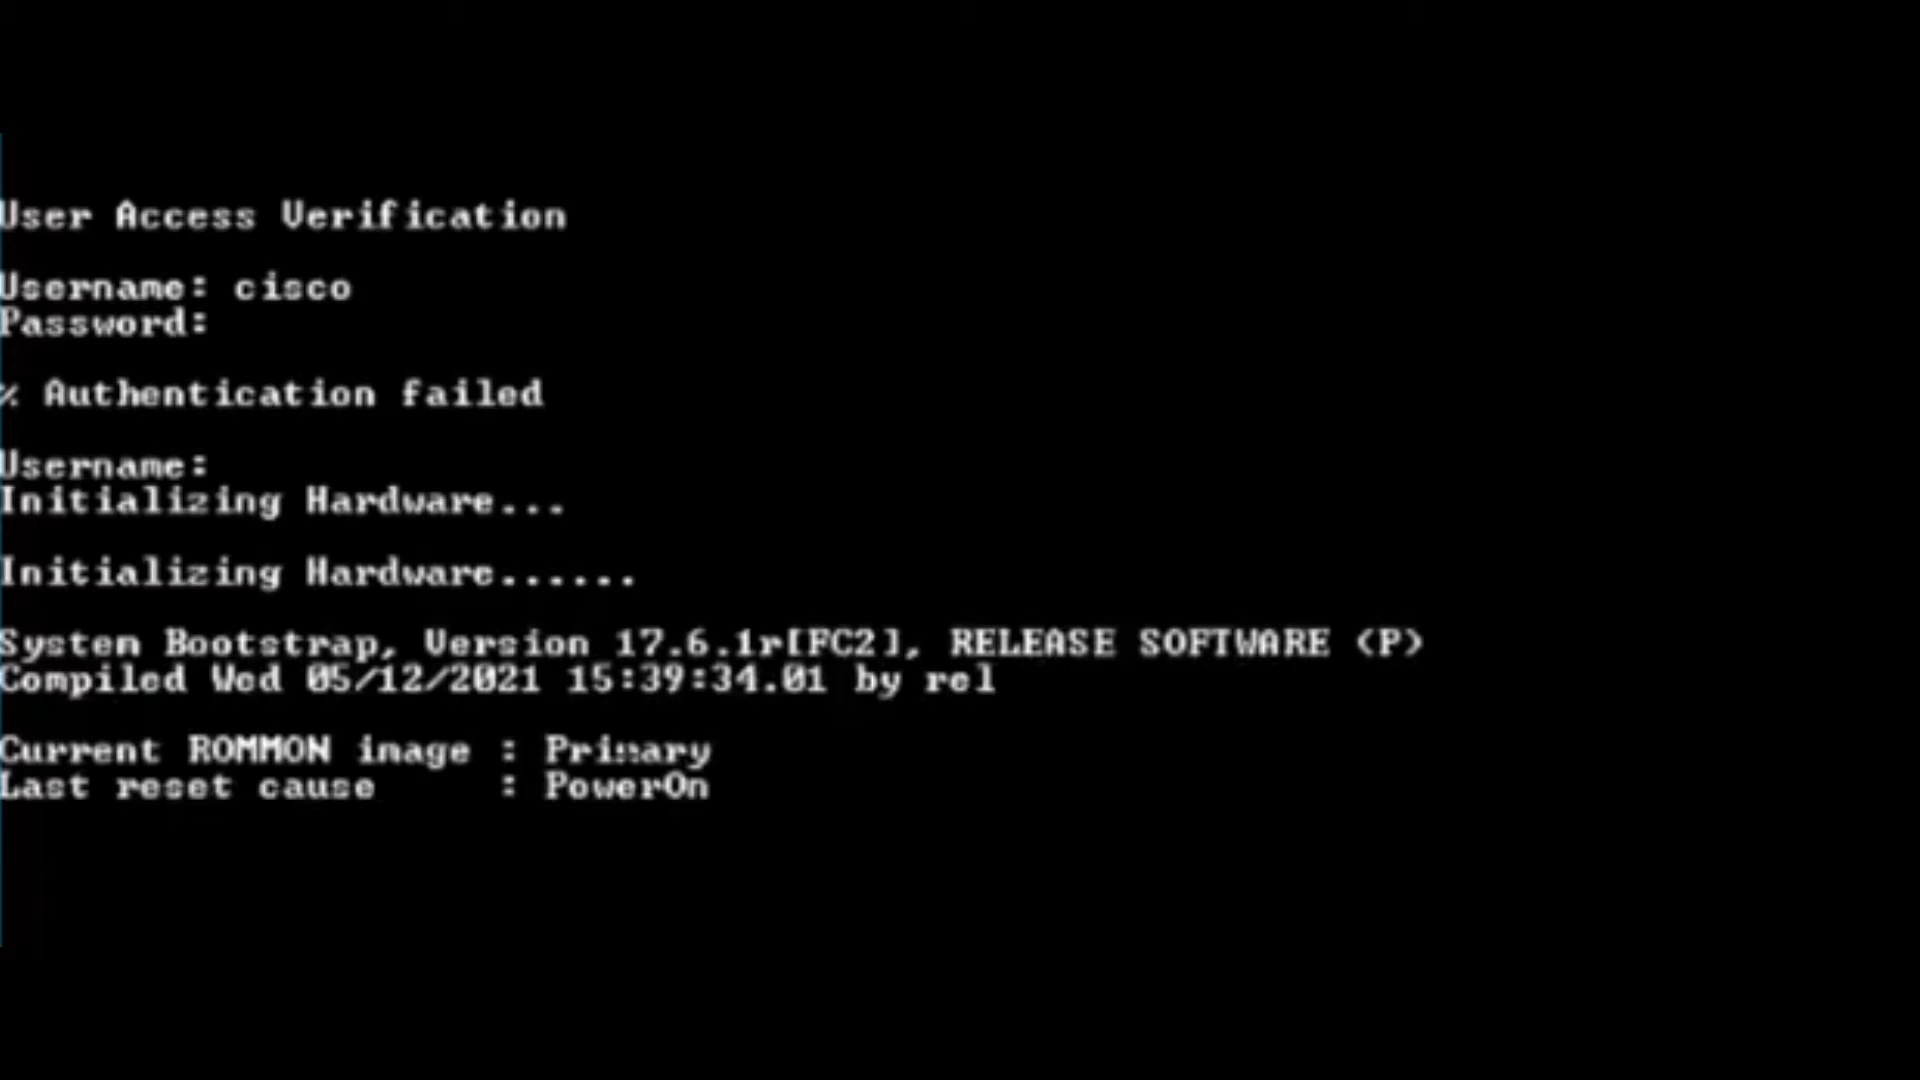 User Access Verification
Username: cisco
Password:
% Authentication failed
Username:
Initializing Hardware...
Initializing Hardware......
System Bootstrap, Version 17.6.1r[FC2], RELEASE SOFTWARE (P)
Compiled Wed 05/12/2021 15:39:34.01 by rel
Current ROMMON image : Primary
Last reset cause     : PowerOn